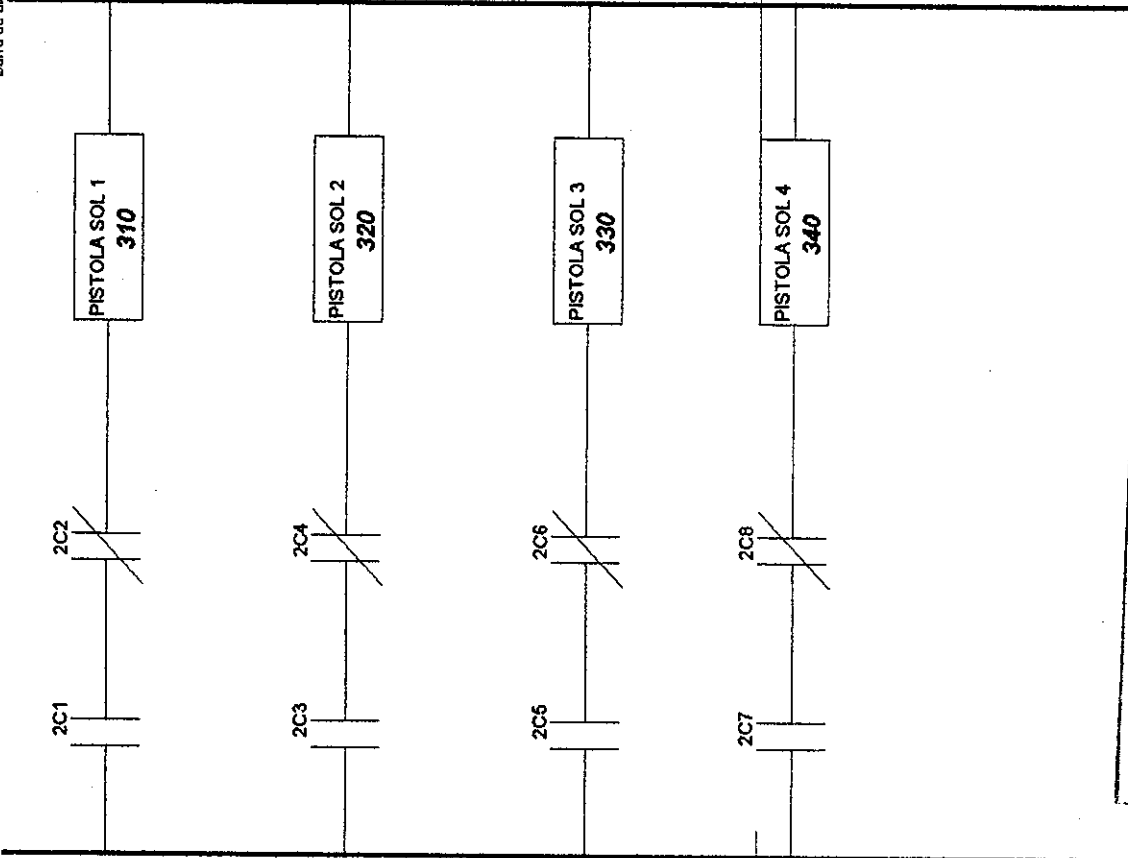 2C1
2C2
PISTOLA SOL 1
310
2C3
2C4
PISTOLA SOL 2
320
2C5
2C6
PISTOLA SOL 3
330
2C7
2C8
PISTOLA SOL 4
340